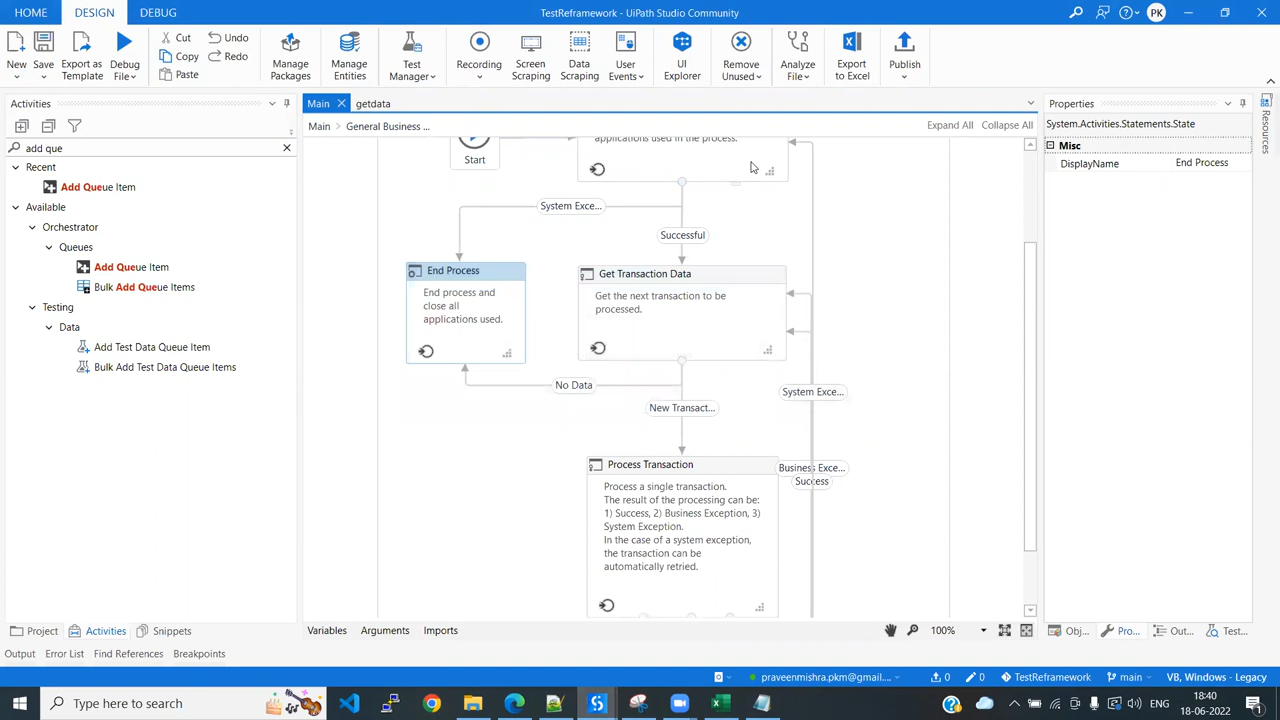 HOME DESIGN DEBUG TestReframework - UiPath Studio Community PK
New Save Export as Template Debug File Cut Copy Paste Undo Redo Manage Packages Manage Entities Test Manager Recording Screen Scraping Data Scraping User Events UI Explorer Remove Unused Analyze File Export to Excel Publish
Activities
add que
Recent
Add Queue Item
Available
Orchestrator
Queues
Add Queue Item
Bulk Add Queue Items
Testing
Data
Add Test Data Queue Item
Bulk Add Test Data Queue Items
Project Activities Snippets
Main getdata
Main General Business ... Expand All Collapse All
Start
applications used in the process.
System Exce...
Successful
End Process
End process and
close all
applications used.
Get Transaction Data
Get the next transaction to be
processed.
No Data
New Transact...
System Exce...
Process Transaction
Process a single transaction.
The result of the processing can be:
1) Success, 2) Business Exception, 3)
System Exception.
In the case of a system exception,
the transaction can be
automatically retried.
Business Exce...
Success
Variables Arguments Imports 100%
Properties
System.Activities.Statements.State
Misc
DisplayName End Process
Resources
Obj... Pro... Out... Test...
Output Error List Find References Breakpoints
praveenmishra.pkm@gmail.... 0 0 TestReframework main VB, Windows - Legacy
Type here to search
ENG 18:40
18-06-2022